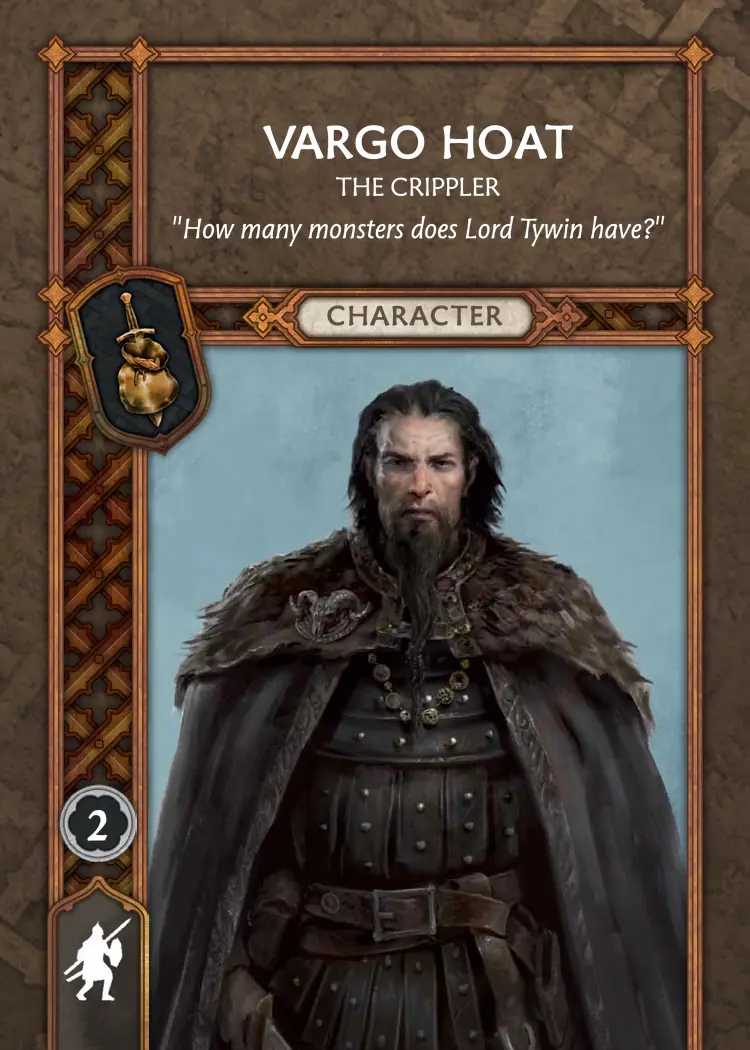 VARGO HOAT
THE CRIPPLER
"How many monsters does Lord Tywin have?"
CHARACTER
2